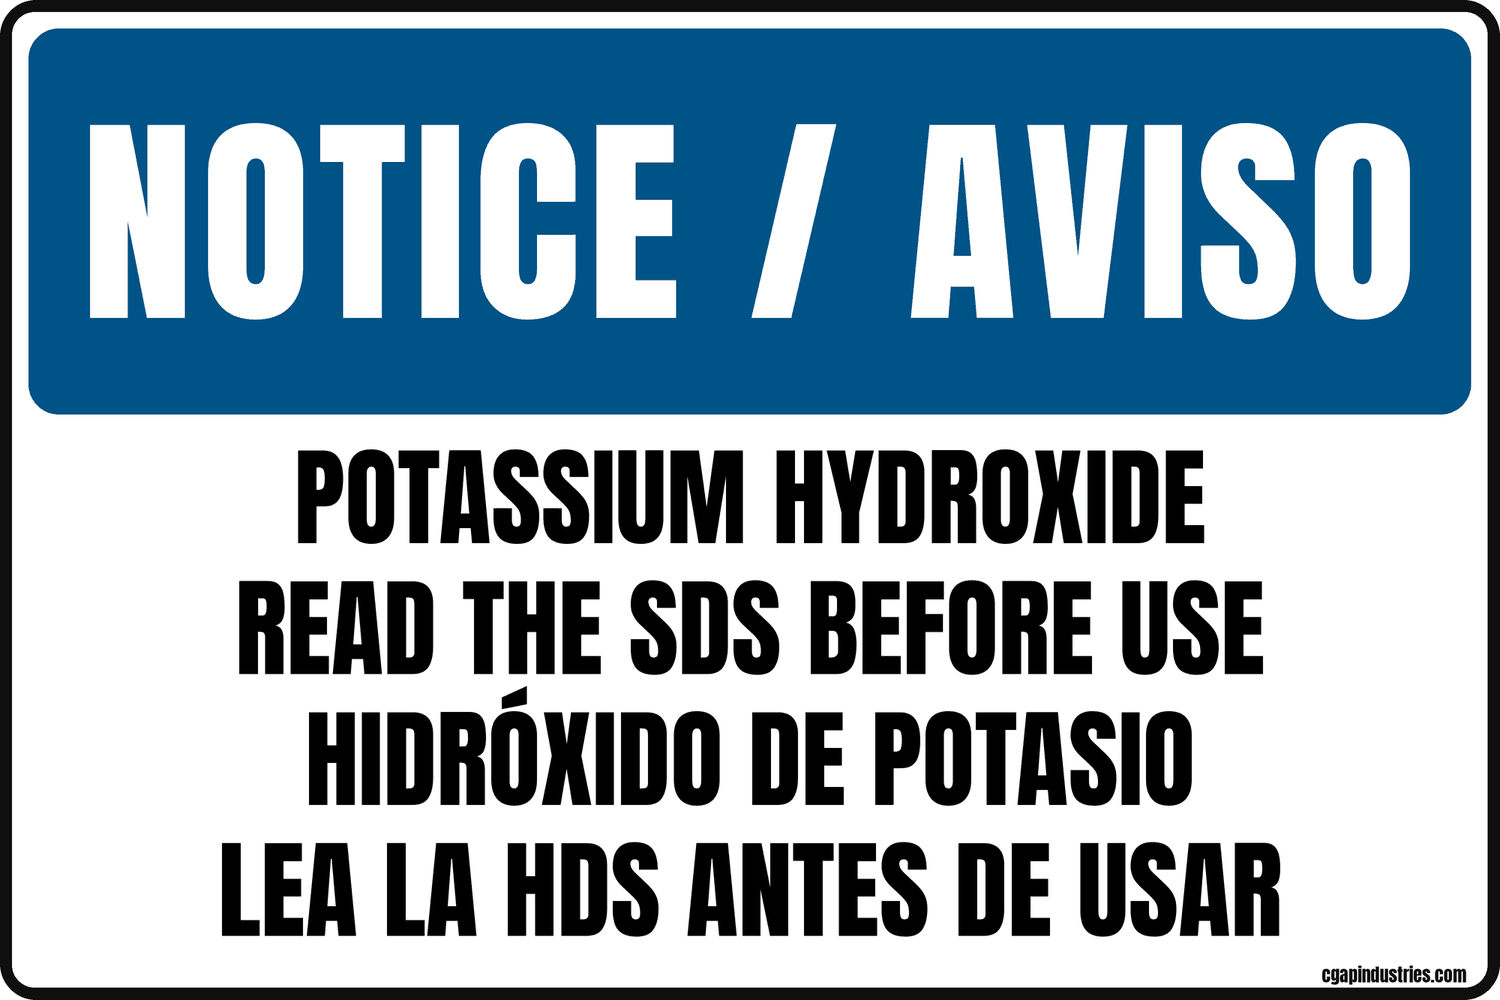 NOTICE / AVISO
POTASSIUM HYDROXIDE
READ THE SDS BEFORE USE
HIDRÓXIDO DE POTASIO
LEA LA HDS ANTES DE USAR
cgapindustries.com